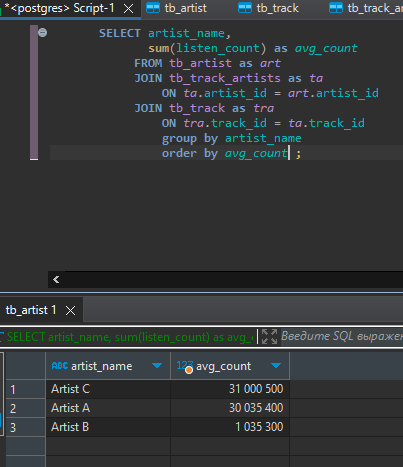 *<postgres> Script-1
tb_artist
tb_track
tb_track_ar
SELECT artist_name,
sum(listen_count) as avg_count
FROM tb_artist as art
JOIN tb_track_artists as ta
ON ta.artist_id = art.artist_id
JOIN tb_track as tra
ON tra.track_id = ta.track_id
group by artist_name
order by avg_count ;
tb_artist 1
SELECT artist_name, sum(listen_count) as avg_
Введите SQL выражен
ABC artist_name
123 avg_count
1 Artist C 31 000 500
2 Artist A 30 035 400
3 Artist B 1 035 300